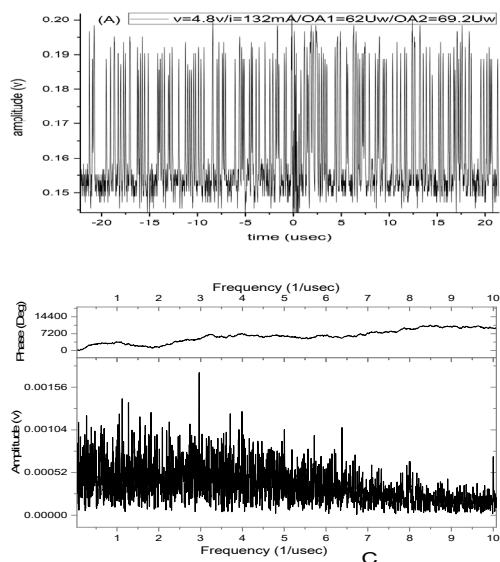 (A) v=4.8v/i=132mA/OA1=62Uw/OA2=69.2Uw
0.20
0.19
0.18
0.17
0.16
0.15
amplitude (v)
-20 -15 -10 -5 0 5 10 15 20
time (usec)
Frequency (1/usec)
1 2 3 4 5 6 7 8 9 10
14400
7200
0
Phase (Deg)
0.00156
0.00104
0.00052
0.00000
Amplitude (v)
1 2 3 4 5 6 7 8 9 10
Frequency (1/usec)
C